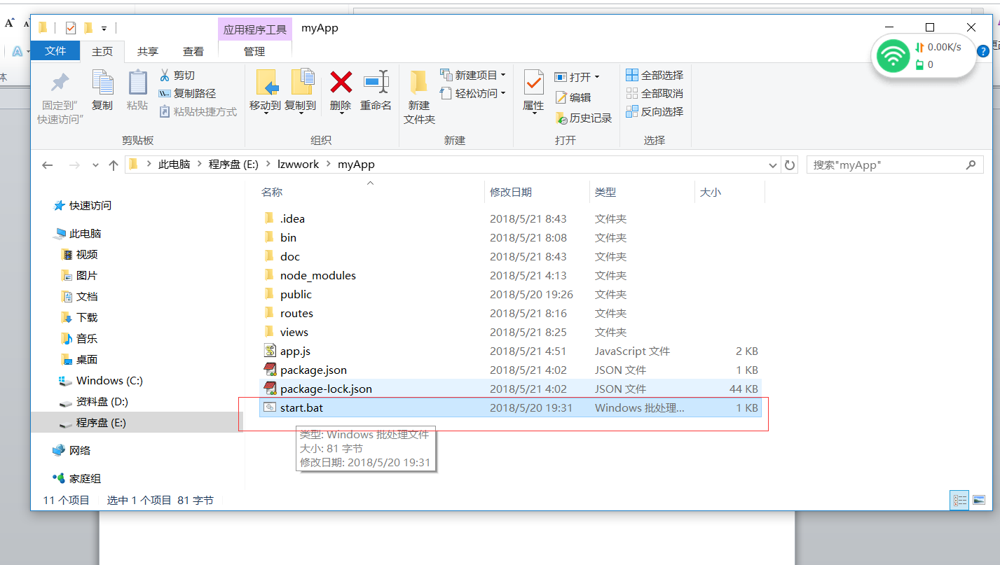 应用程序工具 myApp
文件 主页 共享 查看 管理
0.00K/s
0
固定到"
快速访问"
复制
粘贴
剪切
复制路径
粘贴快捷方式
剪贴板
移动到 复制到 删除 重命名
组织
新建
文件夹
新建项目
轻松访问
新建
属性
打开
编辑
历史记录
打开
全部选择
全部取消
反向选择
选择
此电脑 程序盘 (E:) lzwwork myApp
搜索"myApp"
名称 修改日期 类型 大小
快速访问
此电脑
视频
图片
文档
下载
音乐
桌面
Windows (C:)
资料盘 (D:)
程序盘 (E:)
网络
家庭组
.idea 2018/5/21 8:43 文件夹
bin 2018/5/21 8:08 文件夹
doc 2018/5/21 8:43 文件夹
node_modules 2018/5/21 4:13 文件夹
public 2018/5/20 19:26 文件夹
routes 2018/5/21 8:16 文件夹
views 2018/5/21 8:25 文件夹
app.js 2018/5/21 4:51 JavaScript 文件 2 KB
package.json 2018/5/21 4:02 JSON 文件 1 KB
package-lock.json 2018/5/21 4:02 JSON 文件 44 KB
start.bat 2018/5/20 19:31 Windows 批处理... 1 KB
类型: Windows 批处理文件
大小: 81 字节
修改日期: 2018/5/20 19:31
11 个项目 选中 1 个项目 81 字节